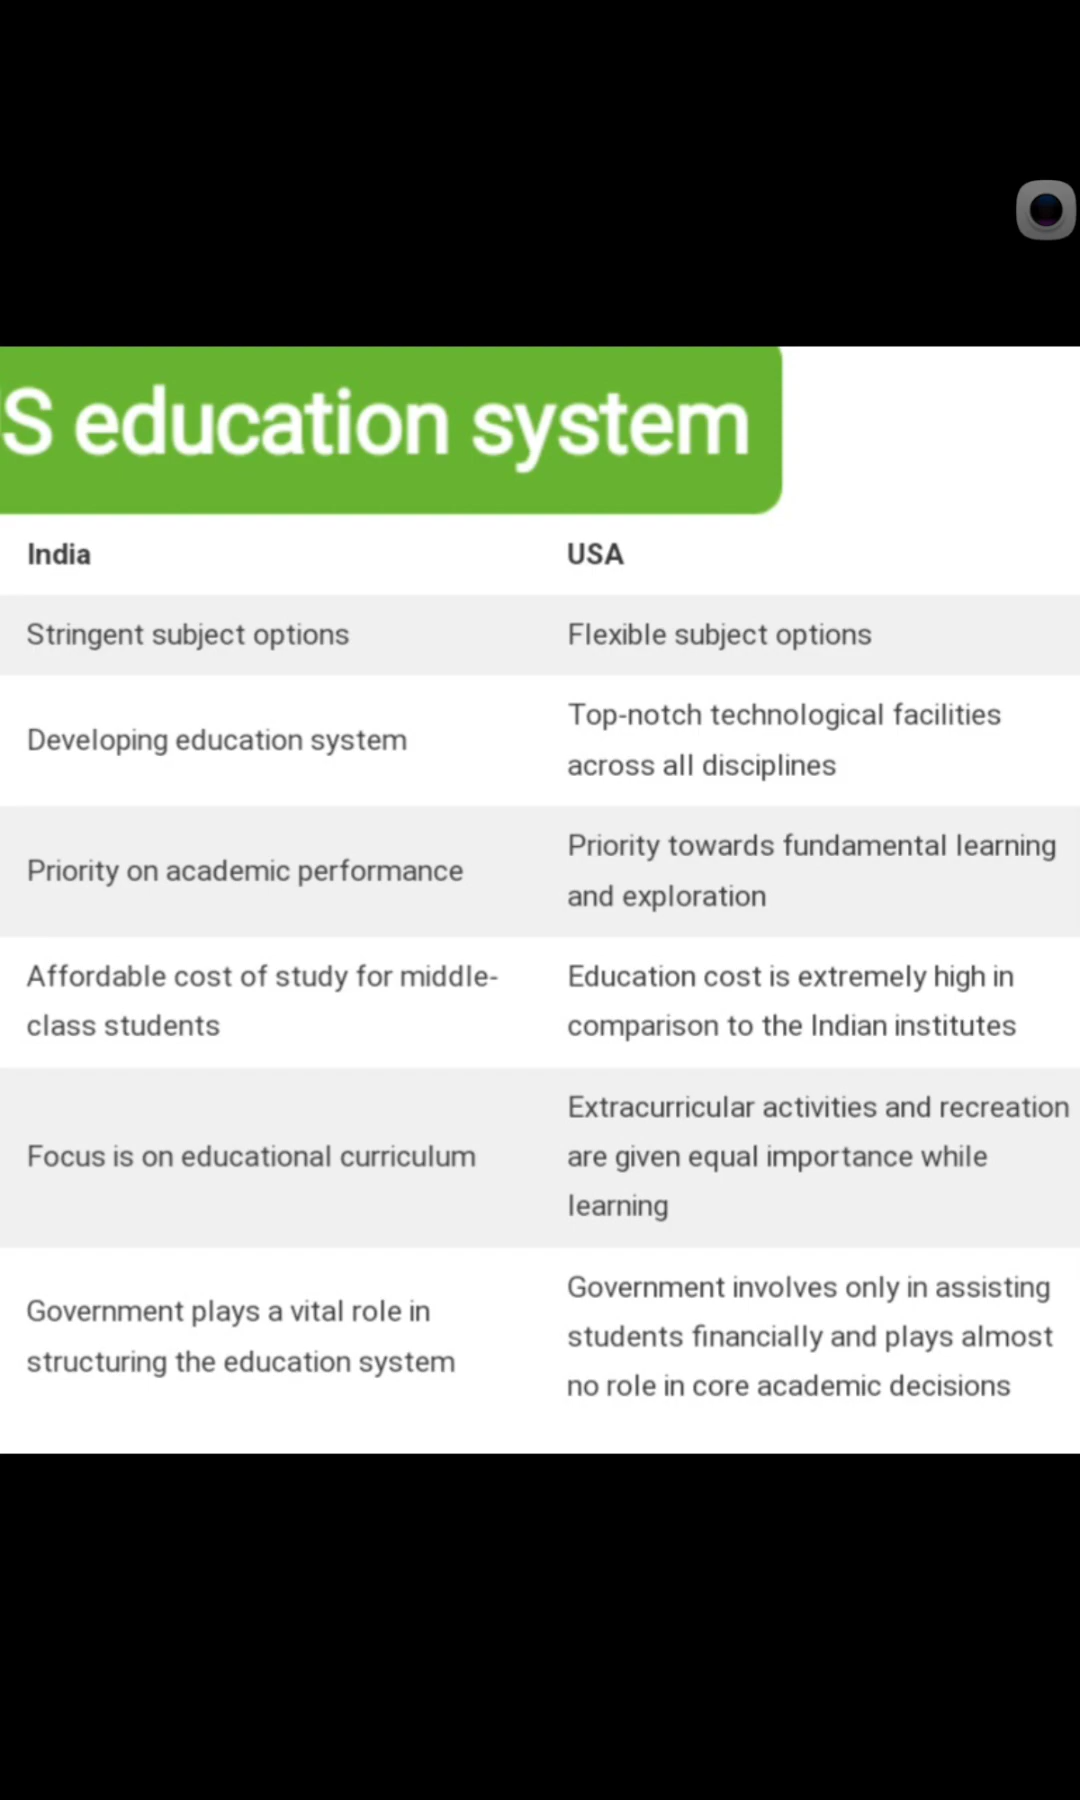 S education system
India
USA
Stringent subject options
Flexible subject options
Developing education system
Top-notch technological facilities
across all disciplines
Priority on academic performance
Priority towards fundamental learning
and exploration
Affordable cost of study for middle-
class students
Education cost is extremely high in
comparison to the Indian institutes
Focus is on educational curriculum
Extracurricular activities and recreation
are given equal importance while
learning
Government plays a vital role in
structuring the education system
Government involves only in assisting
students financially and plays almost
no role in core academic decisions